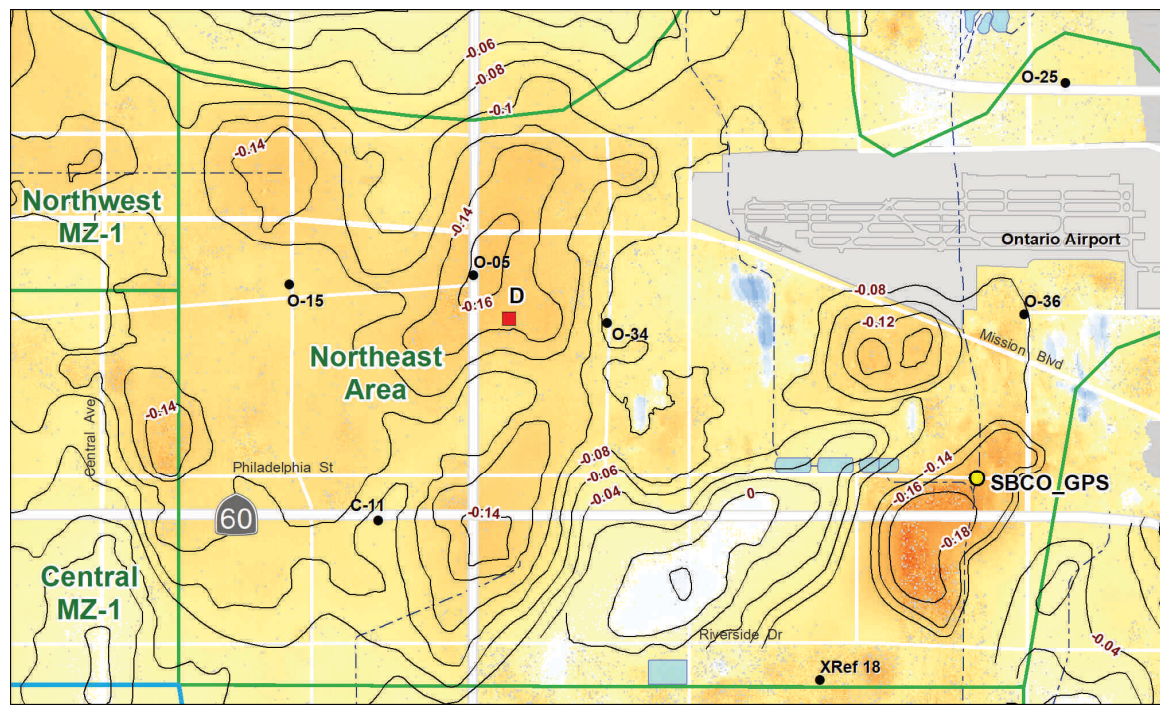 -0.06
-0.08
O-25
-0.1
-0.14
Northwest
MZ-1
-0.14
Ontario Airport
O-05
O-15
-0.16
D
-0.08
O-36
-0.12
O-34
Mission Blvd
Northeast
Area
Central Ave
-0.14
-0.08
-0.14
Philadelphia St
-0.06
SBCO_GPS
-0.04
0
-0.16
C-11
60
-0.14
-0.18
Central
MZ-1
Riverside Dr
-0.04
XRef 18